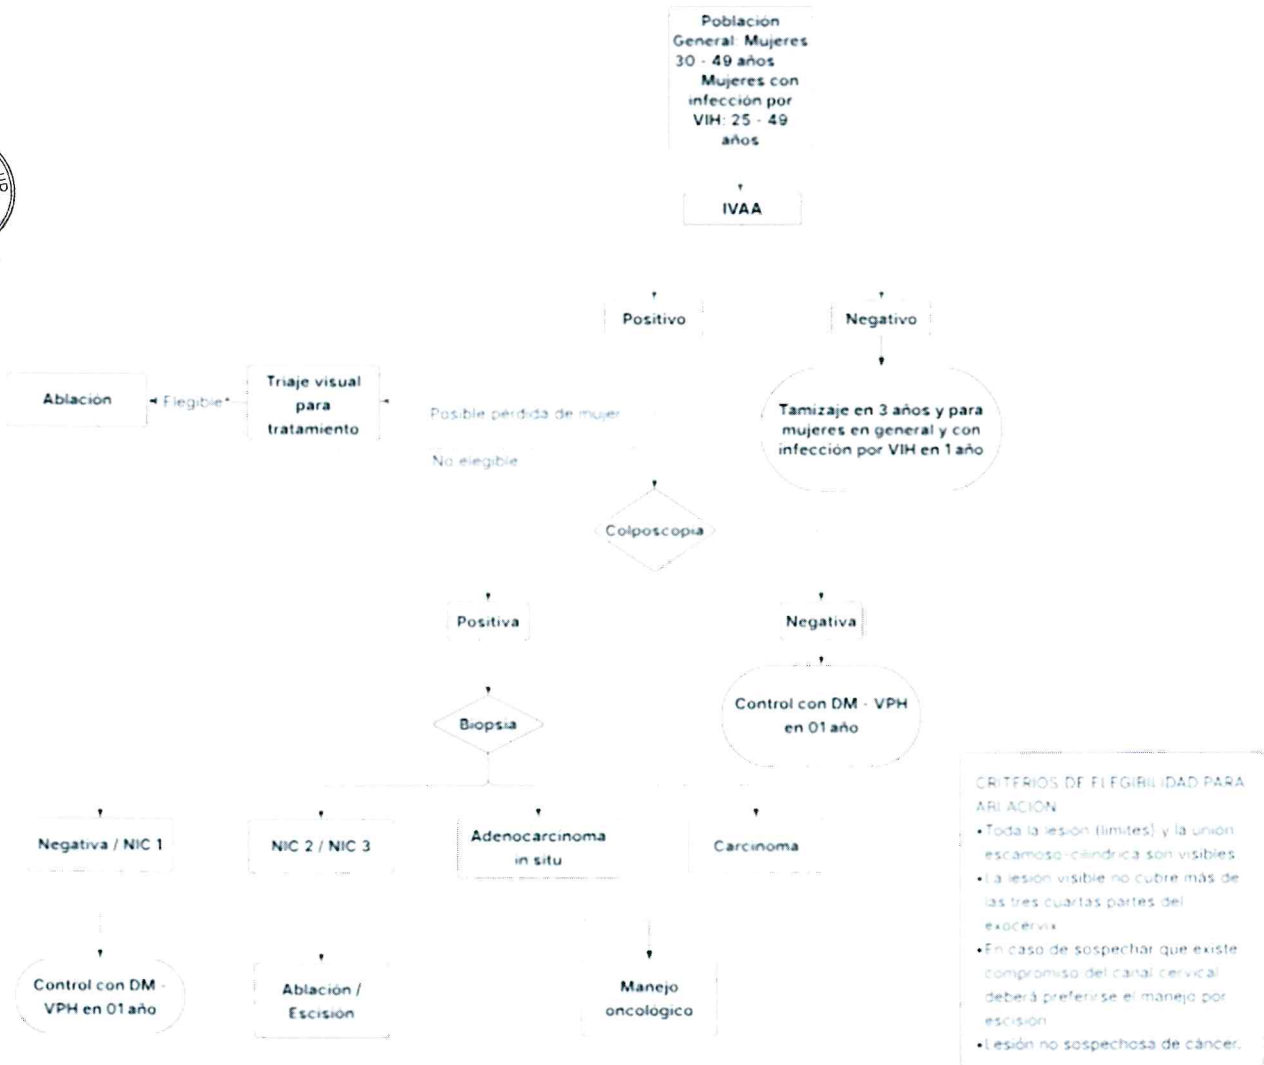 Población
General: Mujeres
30 - 49 años
Mujeres con
infección por
VIH: 25 - 49
años
IVAA
Positivo
Negativo
Ablación
Elegible*
Triaje visual
para
tratamiento
Posible pérdida de mujer
No elegible
Tamizaje en 3 años y para
mujeres en general y con
infección por VIH en 1 año
Colposcopia
Positiva
Negativa
Biopsia
Control con DM - VPH
en 01 año
Negativa / NIC 1
NIC 2 / NIC 3
Adenocarcinoma
in situ
Carcinoma
Control con DM -
VPH en 01 año
Ablación /
Escisión
Manejo
oncológico
CRITERIOS DE ELEGIBILIDAD PARA
ABLACIÓN
•Toda la lesión (límites) y la unión
escamoso-cilíndrica son visibles
•La lesión visible no cubre más de
las tres cuartas partes del
exocérvix
•En caso de sospechar que existe
compromiso del canal cervical
deberá preferirse el manejo por
escisión
•Lesión no sospechosa de cáncer.